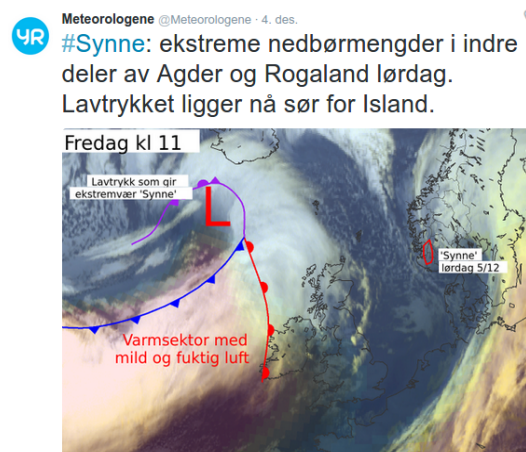 YR
Meteorologene @Meteorologene · 4. des.
#Synne: ekstreme nedbørmengder i indre
deler av Agder og Rogaland lørdag.
Lavtrykket ligger nå sør for Island.
Fredag kl 11
Lavtrykk som gir
ekstremvær 'Synne'
L
'Synne'
lørdag 5/12
Varmsektor med
mild og fuktig luft